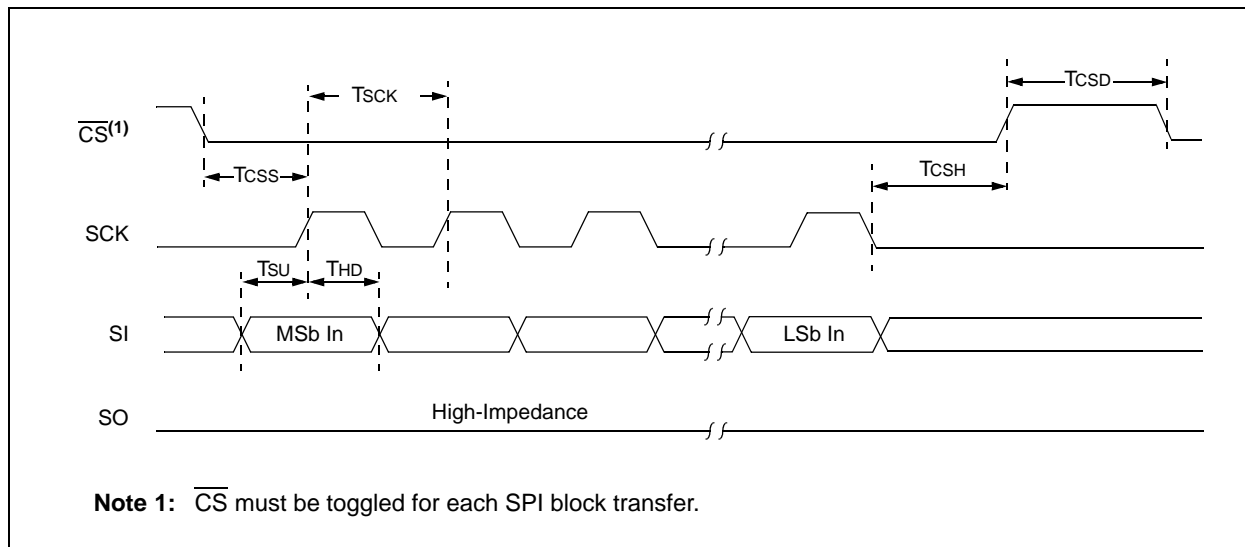 TSCK
TCSD
CS(1)
TCSS
TCSH
SCK
TSU
THD
SI
MSb In
LSb In
High-Impedance
SO
Note 1: CS must be toggled for each SPI block transfer.